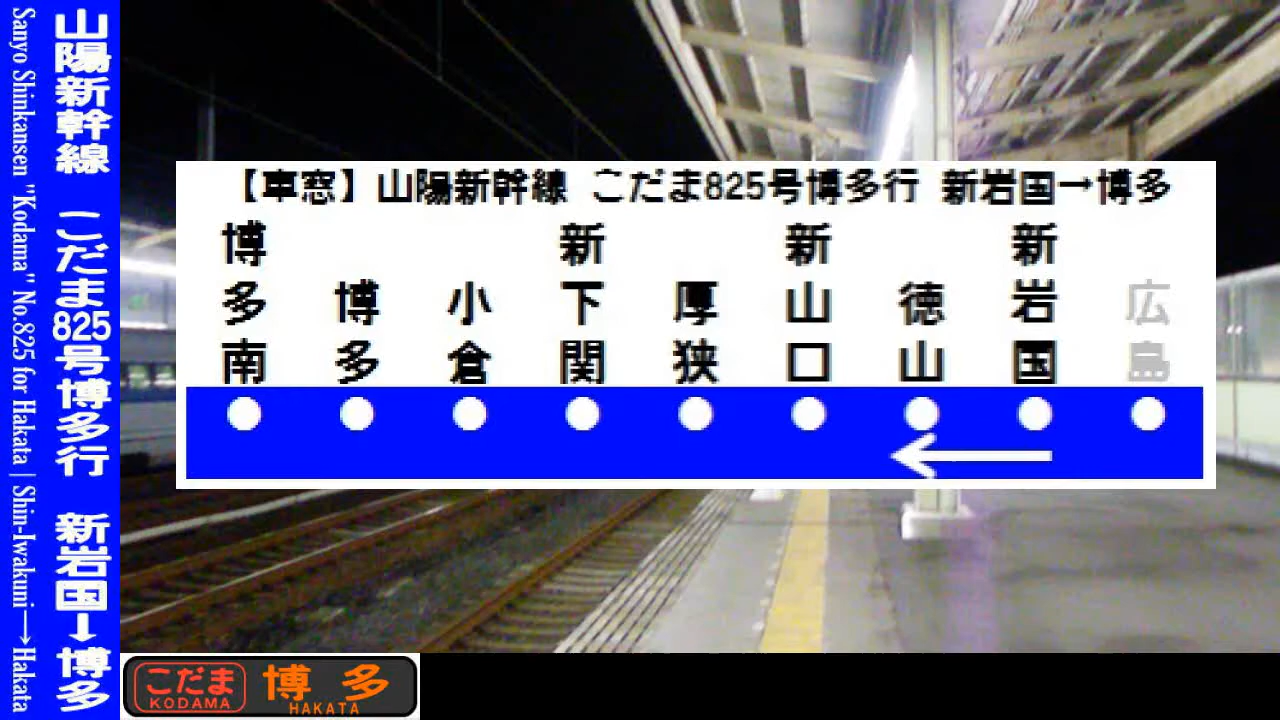 山陽新幹線 こだま825号博多行 新岩国→博多
Sanyo Shinkansen "Kodama" No.825 for Hakata | Shin-Iwakuni→Hakata
【車窓】山陽新幹線 こだま825号博多行 新岩国→博多
博多南
博多
小倉
新下関
厚狭
新山口
徳山
新岩国
広島
こだま 博多
KODAMA HAKATA